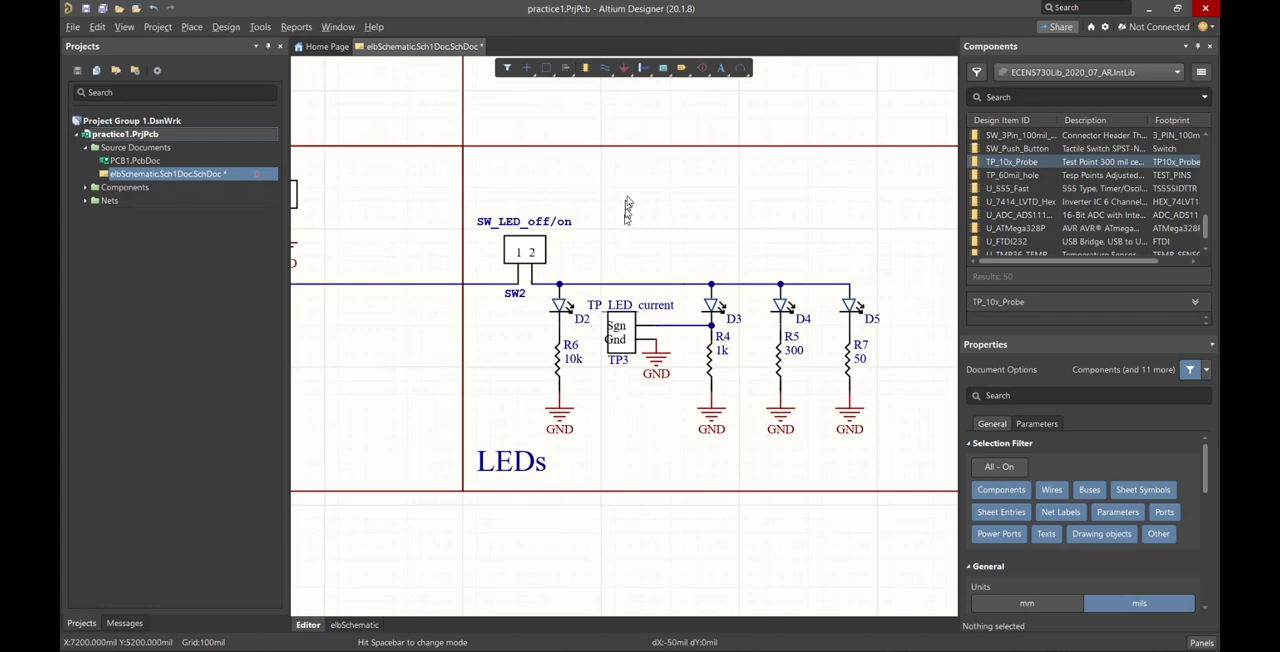 practice1.PrjPcb - Altium Designer (20.1.8)
Search
File Edit View Project Place Design Tools Reports Window Help
Share
Not Connected
Projects
Home Page
elbSchematic.Sch1Doc.SchDoc *
Components
ECEN5730Lib_2020_07_AR.IntLib
Search
Search
Design Item ID Description Footprint
SW_3Pin_100mil_... Connector Header Th... 3_PIN_100m
SW_Push_Button Tactile Switch SPST-N... Switch
TP_10x_Probe Test Point 300 mil ce... TP10x_Probe
TP_60mil_hole Tesp Points Adjusted... TEST_PINS
U_555_Fast 555 Type, Timer/Oscil... TS555IDTTR
U_7414_LVTD_Hex Inverter IC 6 Channel... HEX_74LVX1
U_ADC_ADS111... 16-Bit ADC with Inte... ADS1115
U_ATMega328P AVR AVR® ATmega... ATMega328P
U_FTDI232 USB Bridge, USB to U... FTDI
Results: 50
TP_10x_Probe
Project Group 1.DsnWrk
practice1.PrjPcb
Source Documents
PCB1.PcbDoc
elbSchematic.Sch1Doc.SchDoc *
Components
Nets
SW_LED_off/on
1 2
SW2
D2
R6
10k
GND
TP_LED_current
Sgn
Gnd
TP3
GND
D3
R4
1k
GND
D4
R5
300
GND
D5
R7
50
GND
LEDs
Properties
Document Options Components (and 11 more)
Search
General Parameters
Selection Filter
All - On
Components Wires Buses Sheet Symbols
Sheet Entries Net Labels Parameters Ports
Power Ports Texts Drawing objects Other
General
Units
mm mils
Nothing selected
Projects Messages
Editor elbSchematic
X:7200.000mil Y:5200.000mil Grid:100mil
Hit Spacebar to change mode
dX:-50mil dY:0mil
Panels